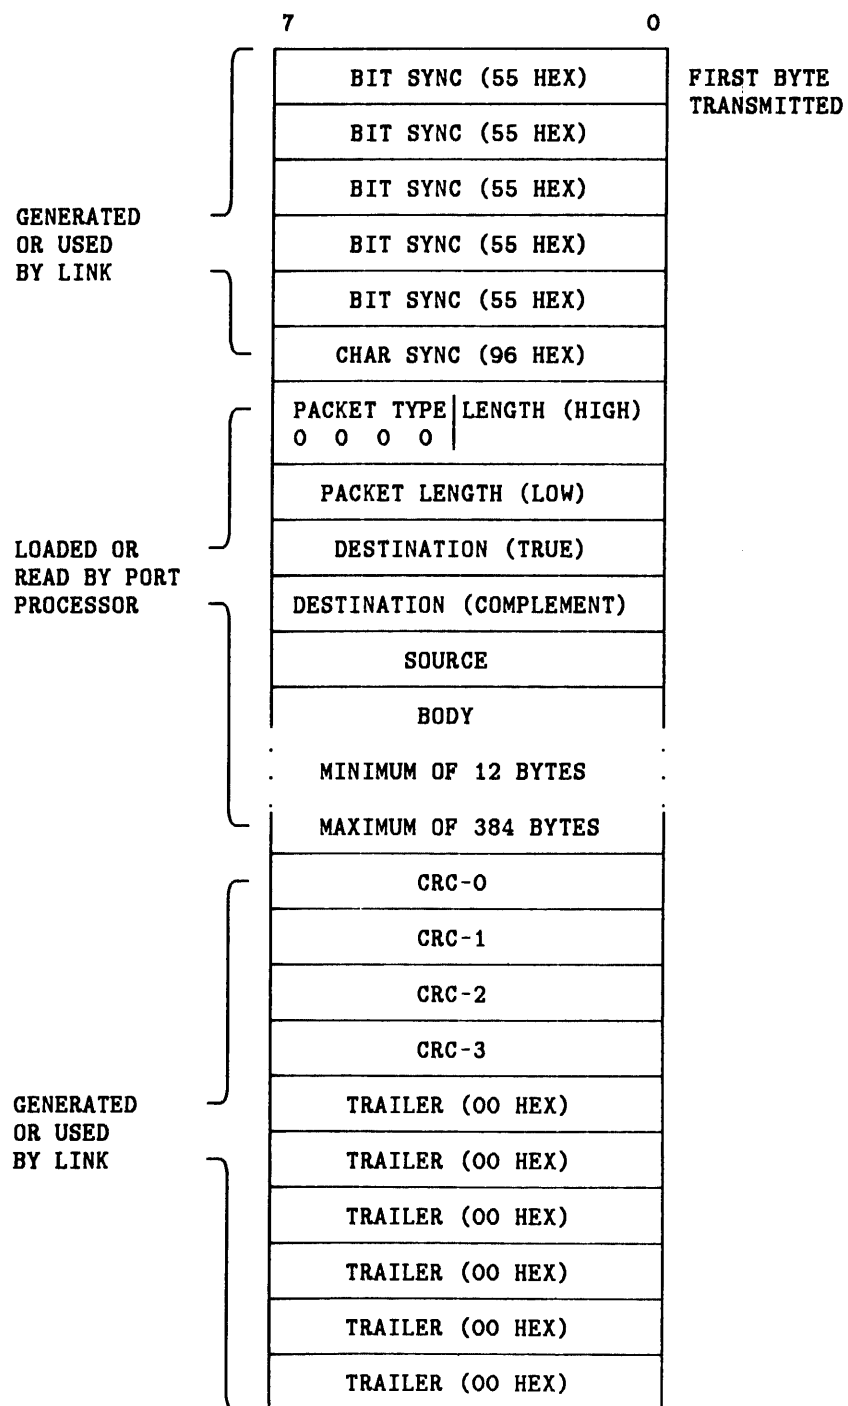 7 0
BIT SYNC (55 HEX)
FIRST BYTE
TRANSMITTED
BIT SYNC (55 HEX)
BIT SYNC (55 HEX)
GENERATED
OR USED
BY LINK
BIT SYNC (55 HEX)
BIT SYNC (55 HEX)
CHAR SYNC (96 HEX)
PACKET TYPE LENGTH (HIGH)
0 0 0 0
PACKET LENGTH (LOW)
LOADED OR
READ BY PORT
PROCESSOR
DESTINATION (TRUE)
DESTINATION (COMPLEMENT)
SOURCE
BODY
MINIMUM OF 12 BYTES
MAXIMUM OF 384 BYTES
CRC-0
CRC-1
CRC-2
CRC-3
GENERATED
OR USED
BY LINK
TRAILER (00 HEX)
TRAILER (00 HEX)
TRAILER (00 HEX)
TRAILER (00 HEX)
TRAILER (00 HEX)
TRAILER (00 HEX)